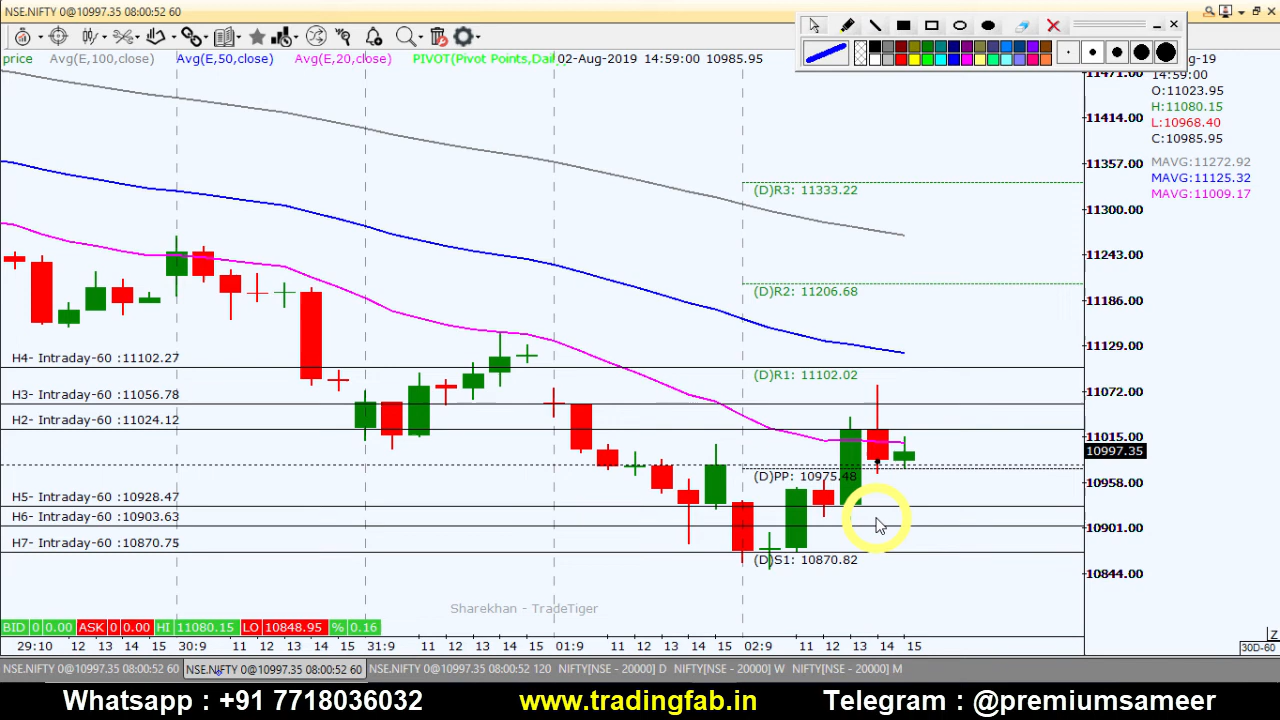 NSE.NIFTY 0@10997.35 08:00:52 60
price Avg(E,100,close) Avg(E,50,close) Avg(E,20,close) PIVOT(Pivot Points,Dail 02-Aug-2019 14:59:00 10985.95
g-19
14:59:00
O:11023.95
H:11080.15
L:10968.40
C:10985.95
MAVG:11272.92
MAVG:11125.32
MAVG:11009.17
11471.00
11414.00
11357.00
11300.00
11243.00
11186.00
11129.00
11072.00
11015.00
10997.35
10958.00
10901.00
10844.00
(D)R3: 11333.22
(D)R2: 11206.68
H4- Intraday-60 :11102.27
(D)R1: 11102.02
H3- Intraday-60 :11056.78
H2- Intraday-60 :11024.12
(D)PP: 10975.48
H5- Intraday-60 :10928.47
H6- Intraday-60 :10903.63
H7- Intraday-60 :10870.75
(D)S1: 10870.82
Sharekhan - TradeTiger
BID 0 0.00 ASK 0 0.00 HI 11080.15 LO 10848.95 % 0.16
29:10 12 13 14 15 30:9 11 12 13 14 15 31:9 11 12 13 14 15 01:9 11 12 13 14 15 02:9 11 12 13 14 15
Z
30D-60
NSE.NIFTY 0@10997.35 08:00:52 60 NSE.NIFTY 0@10997.35 08:00:52 60 NSE.NIFTY 0@10997.35 08:00:52 120 NIFTY[NSE - 20000] D NIFTY[NSE - 20000] W NIFTY[NSE - 20000] M
Whatsapp : +91 7718036032 www.tradingfab.in Telegram : @premiumsameer